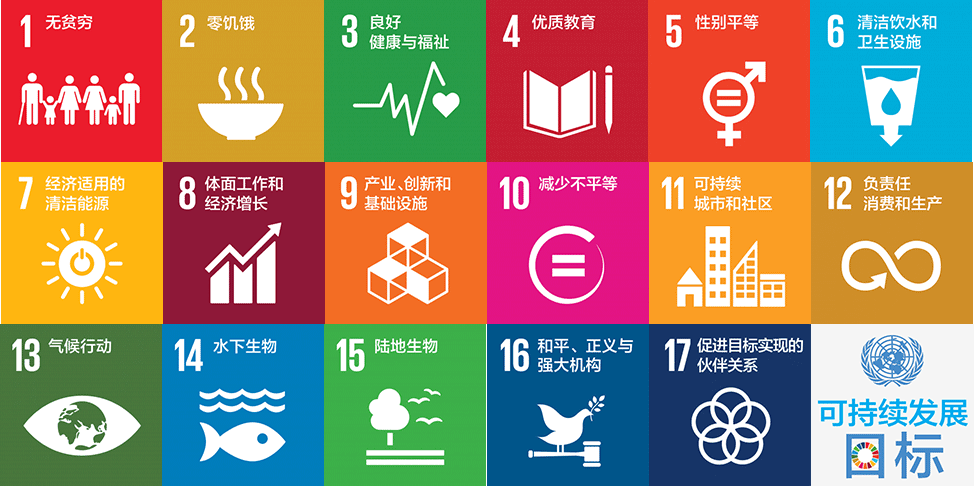 1 无贫穷
2 零饥饿
3 良好
健康与福祉
4 优质教育
5 性别平等
6 清洁饮水和
卫生设施
7 经济适用的
清洁能源
8 体面工作和
经济增长
9 产业、创新和
基础设施
10 减少不平等
11 可持续
城市和社区
12 负责任
消费和生产
13 气候行动
14 水下生物
15 陆地生物
16 和平、正义与
强大机构
17 促进目标实现的
伙伴关系
可持续发展
目标